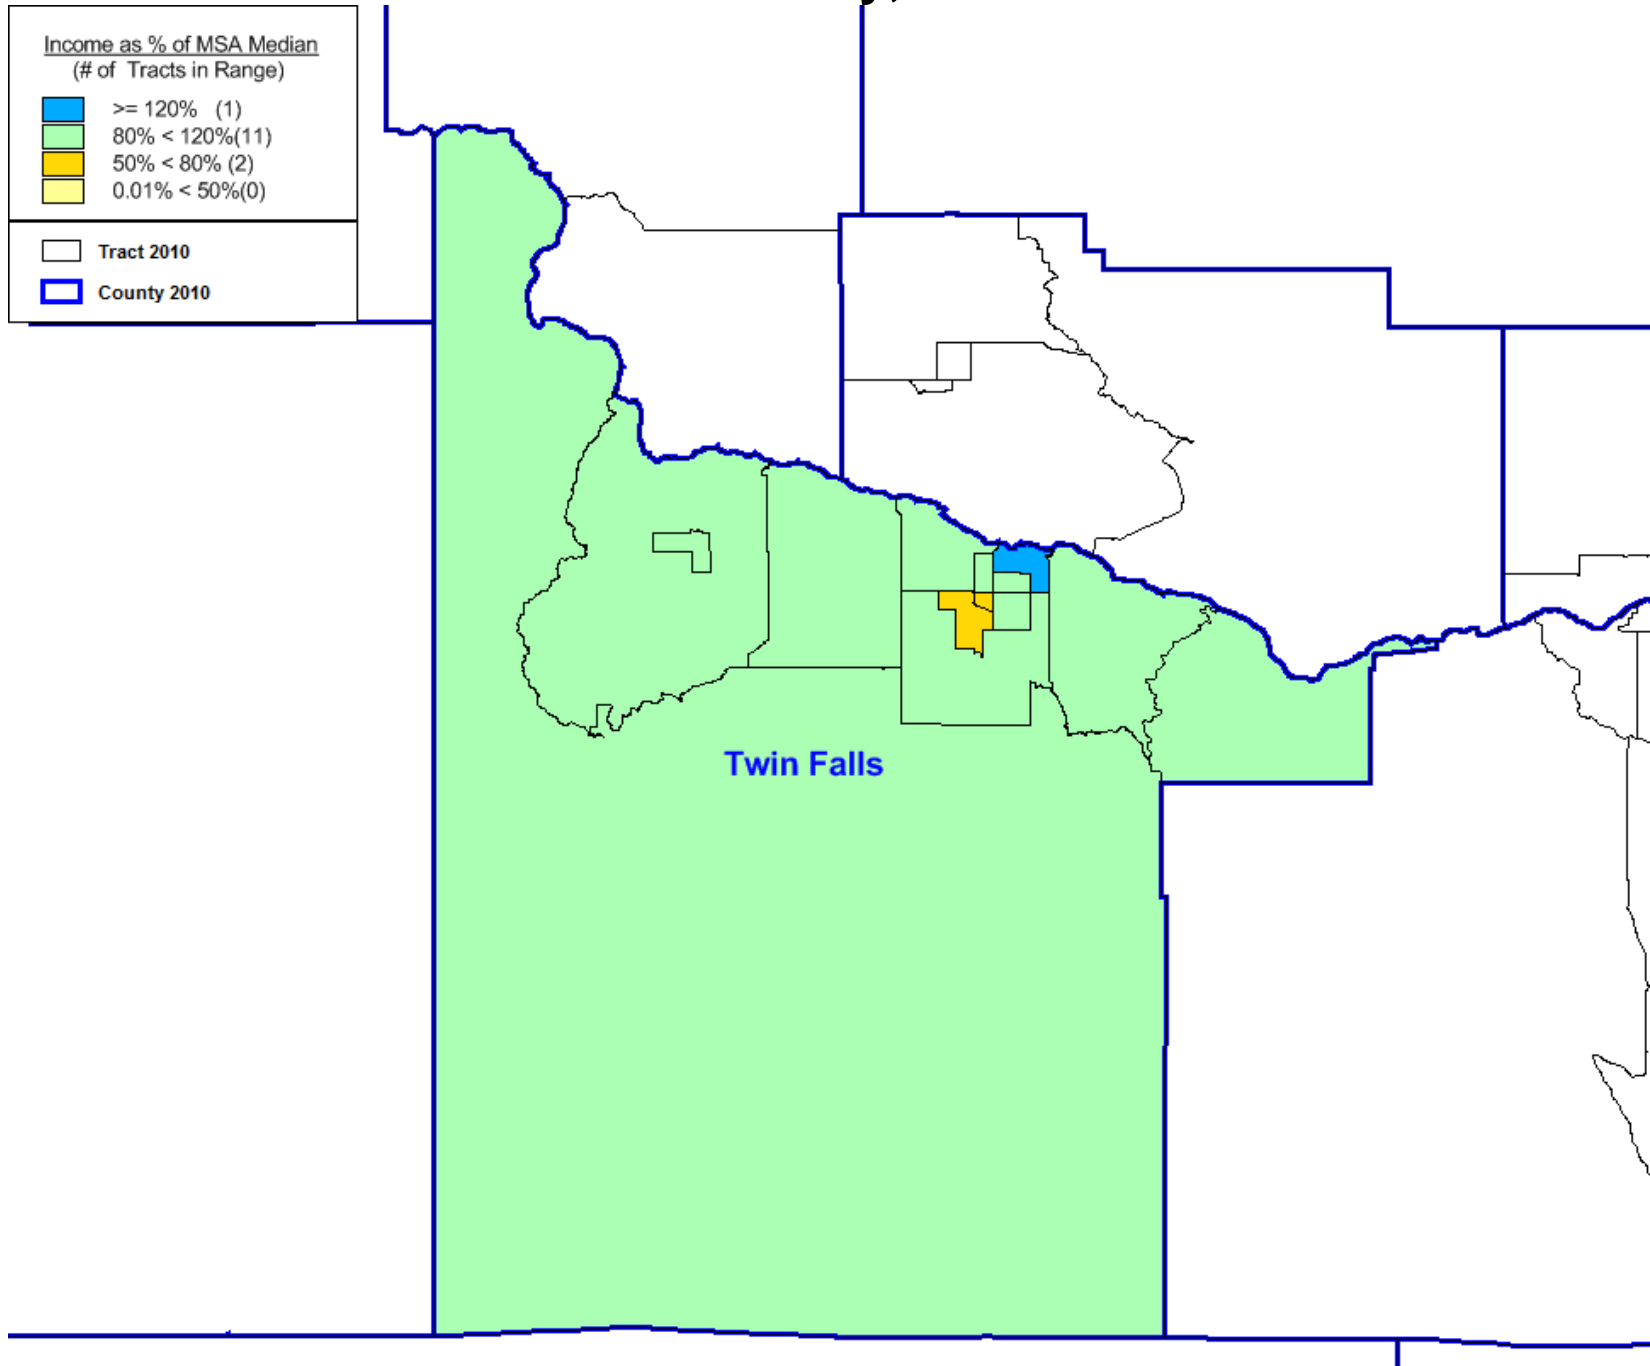 Income as % of MSA Median
(# of Tracts in Range)
>= 120% (1)
80% < 120%(11)
50% < 80% (2)
0.01% < 50%(0)
Tract 2010
County 2010
Twin Falls